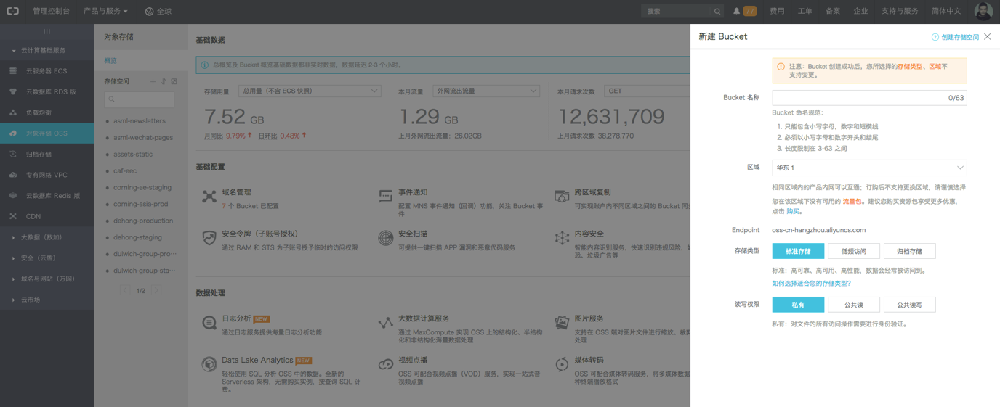 管理控制台 产品与服务 全球 搜索 77 费用 工单 备案 企业 支持与服务 简体中文
云计算基础服务
云服务器 ECS
云数据库 RDS 版
负载均衡
对象存储 OSS
归档存储
专有网络 VPC
云数据库 Redis 版
CDN
大数据（数加）
安全（云盾）
域名与网站（万网）
云市场
对象存储
概览
存储空间
asml-newsletters
asml-wechat-pages
assets-static
caf-eec
corning-ae-staging
corning-asia-prod
dehong-production
dehong-staging
dulwich-group-pro···
dulwich-group-sta···
1/2
基础数据
总概览及 Bucket 概览基础数据都非实时数据，数据延迟 2-3 个小时。
存储用量 总用量（不含 ECS 快照）
7.52 GB
月同比 9.79% 日环比 0.48%
本月流量 外网流出流量
1.29 GB
上月外网流出流量：26.02GB
本月请求次数 GET
12,631,709
上月请求次数 38,278,770
基础配置
域名管理
7 个 Bucket 已配置
事件通知
配置 MNS 事件通知（回调）功能，关注 Bucket 事
件
跨区域复制
可实现账户内不同区域之间的 Bucket 同
安全令牌（子账号授权）
通过 RAM 和 STS 为子账号授予临时的访问权限
安全扫描
可提供一键扫描 APP 漏洞和恶意代码服务
内容安全
智能内容识别服务，快速识别违规风险，
恐、垃圾广告等
数据处理
日志分析 NEW
通过日志服务提供海量日志分析功能
大数据计算服务
通过 MaxCompute 实现 OSS 上的结构化、半结构
化和非结构化海量数据处理
图片服务
支持在 OSS 端对图片文件进行缩放、裁
处理
Data Lake Analytics NEW
轻松使用 SQL 分析 OSS 中的数据。全新的
Serverless 架构，无需购买实例，按查询 SQL 计
费。
视频点播
OSS 可配合视频点播（VOD）服务，实现一站式音
视频点播
媒体转码
OSS 可配合媒体转码服务，将多媒体数据
种终端播放格式
新建 Bucket
创建存储空间
注意：Bucket 创建成功后，您所选择的存储类型、区域不
支持变更。
Bucket 名称 0/63
Bucket 命名规范：
1. 只能包含小写字母，数字和短横线
2. 必须以小写字母和数字开头和结尾
3. 长度限制在 3-63 之间
区域 华东 1
相同区域内的产品内网可以互通；订购后不支持更换区域，请谨慎选择
您在该区域下没有可用的 流量包。建议您购买资源包享受更多优惠，
点击 购买。
Endpoint oss-cn-hangzhou.aliyuncs.com
存储类型 标准存储 低频访问 归档存储
标准：高可靠、高可用、高性能，数据会经常被访问到。
如何选择适合您的存储类型?
读写权限 私有 公共读 公共读写
私有：对文件的所有访问操作需要进行身份验证。